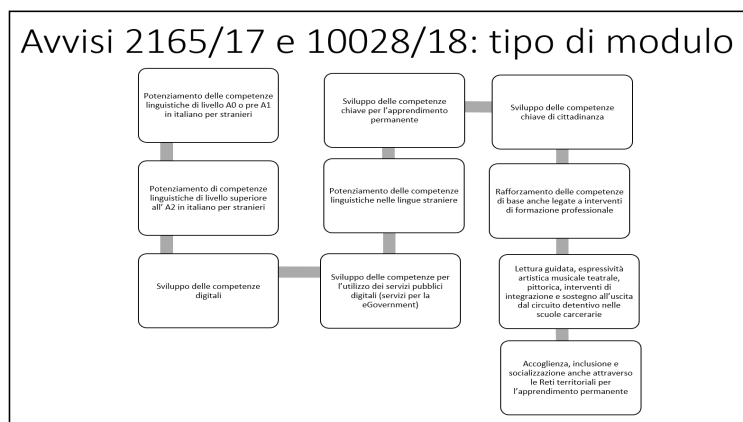 Avvisi 2165/17 e 10028/18: tipo di modulo
Potenziamento delle competenze
linguistiche di livello A0 o pre A1
in italiano per stranieri
Potenziamento di competenze
linguistiche di livello superiore
all' A2 in italiano per stranieri
Sviluppo delle competenze
digitali
Sviluppo delle competenze per
l'utilizzo dei servizi pubblici
digitali (servizi per la
eGovernment)
Potenziamento delle competenze
linguistiche nelle lingue straniere
Sviluppo delle competenze
chiave per l'apprendimento
permanente
Sviluppo delle competenze
chiave di cittadinanza
Rafforzamento delle competenze
di base anche legate a interventi
di formazione professionale
Lettura guidata, espressività
artistica musicale teatrale,
pittorica, interventi di
integrazione e sostegno all'uscita
dal circuito detentivo nelle
scuole carcerarie
Accoglienza, inclusione e
socializzazione anche attraverso
le Reti territoriali per
l'apprendimento permanente